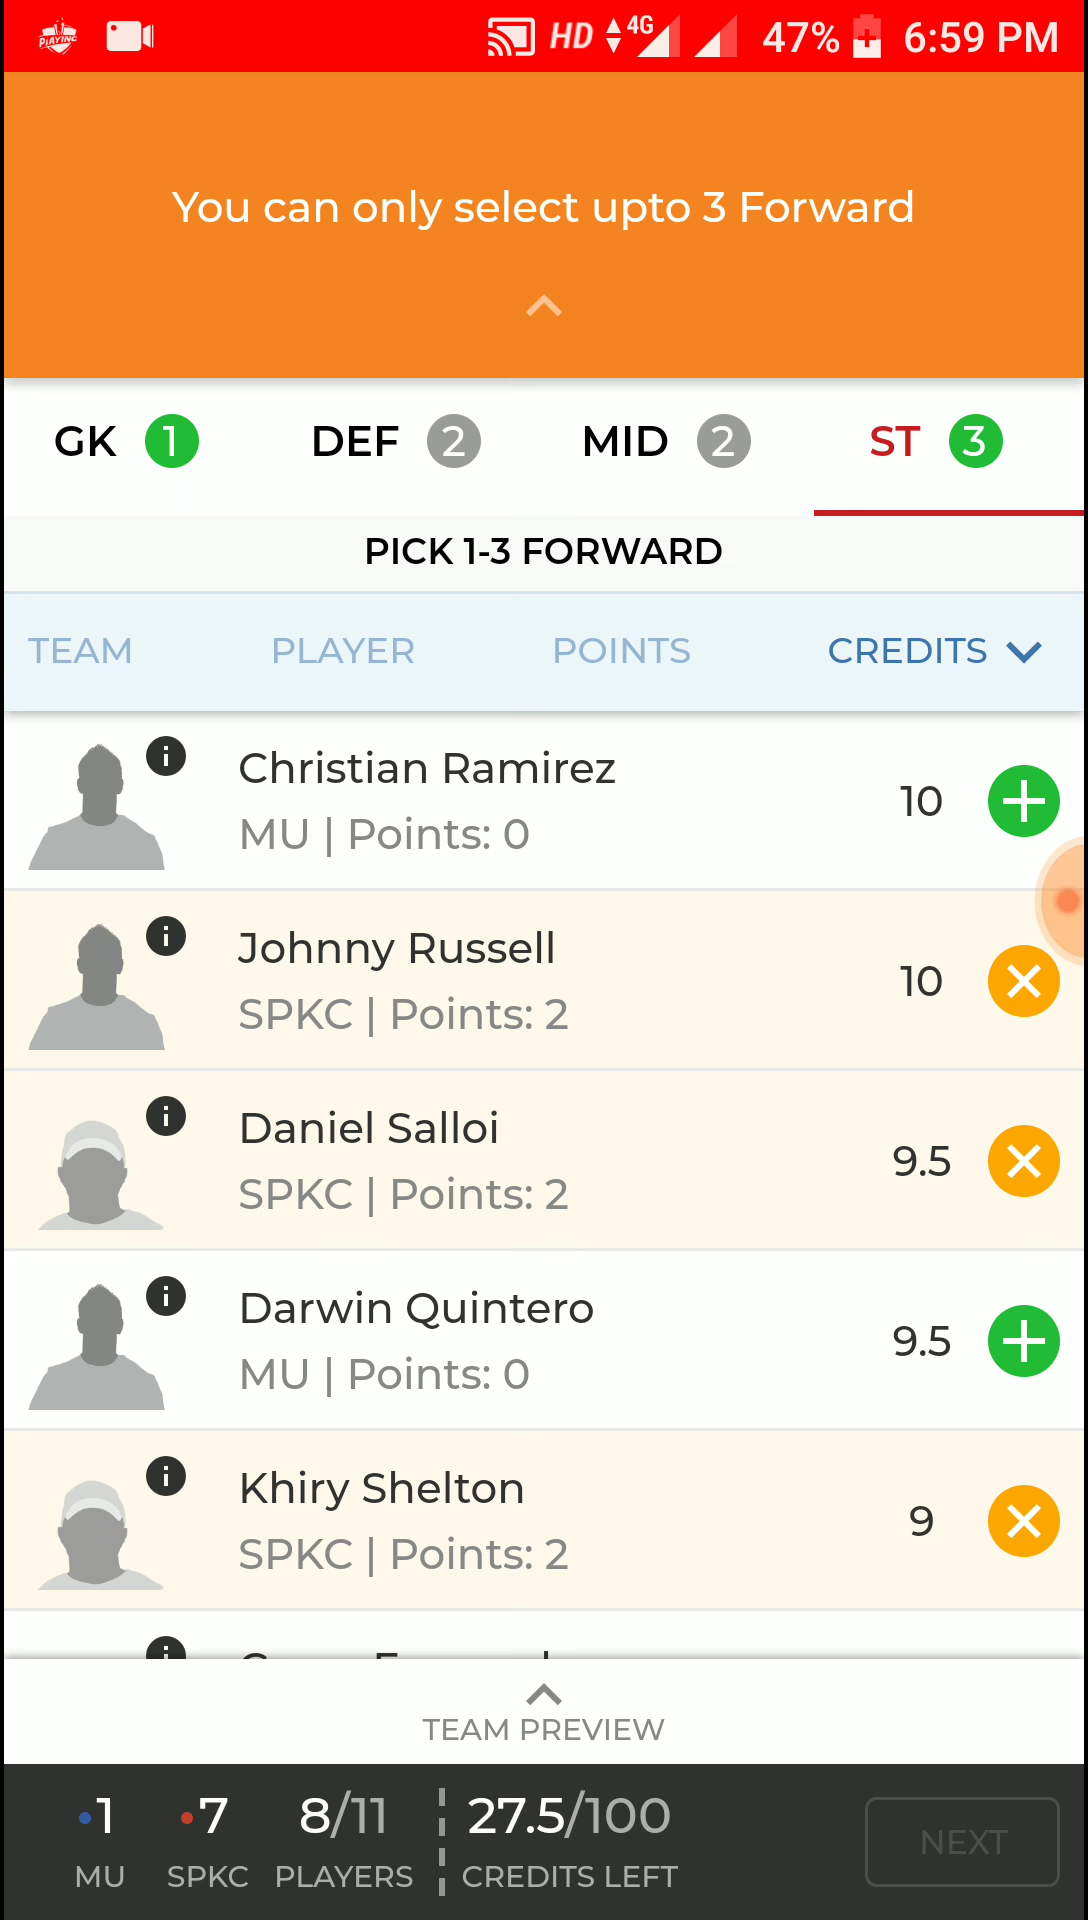 PLAYING
HD 4G 47% 6:59 PM
You can only select upto 3 Forward
GK 1 DEF 2 MID 2 ST 3
PICK 1-3 FORWARD
TEAM PLAYER POINTS CREDITS
Christian Ramirez
MU | Points: 0
10
Johnny Russell
SPKC | Points: 2
10
Daniel Salloi
SPKC | Points: 2
9.5
Darwin Quintero
MU | Points: 0
9.5
Khiry Shelton
SPKC | Points: 2
9
TEAM PREVIEW
1 7 8/11 27.5/100
MU SPKC PLAYERS CREDITS LEFT
NEXT